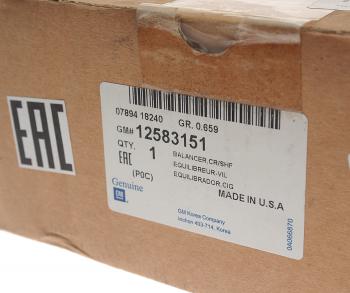 07894 18240 GR. 0.659
GM# 12583151
QTY. 1
BALANCER,CR/SHF
EQUILIBREUR-VIL
EQUILIBRADOR,CIG
EAC
(P0C)
MADE IN U.S.A
Genuine
GM
GM Korea Company
Incheon 403-714, Korea
0A066870
EAC